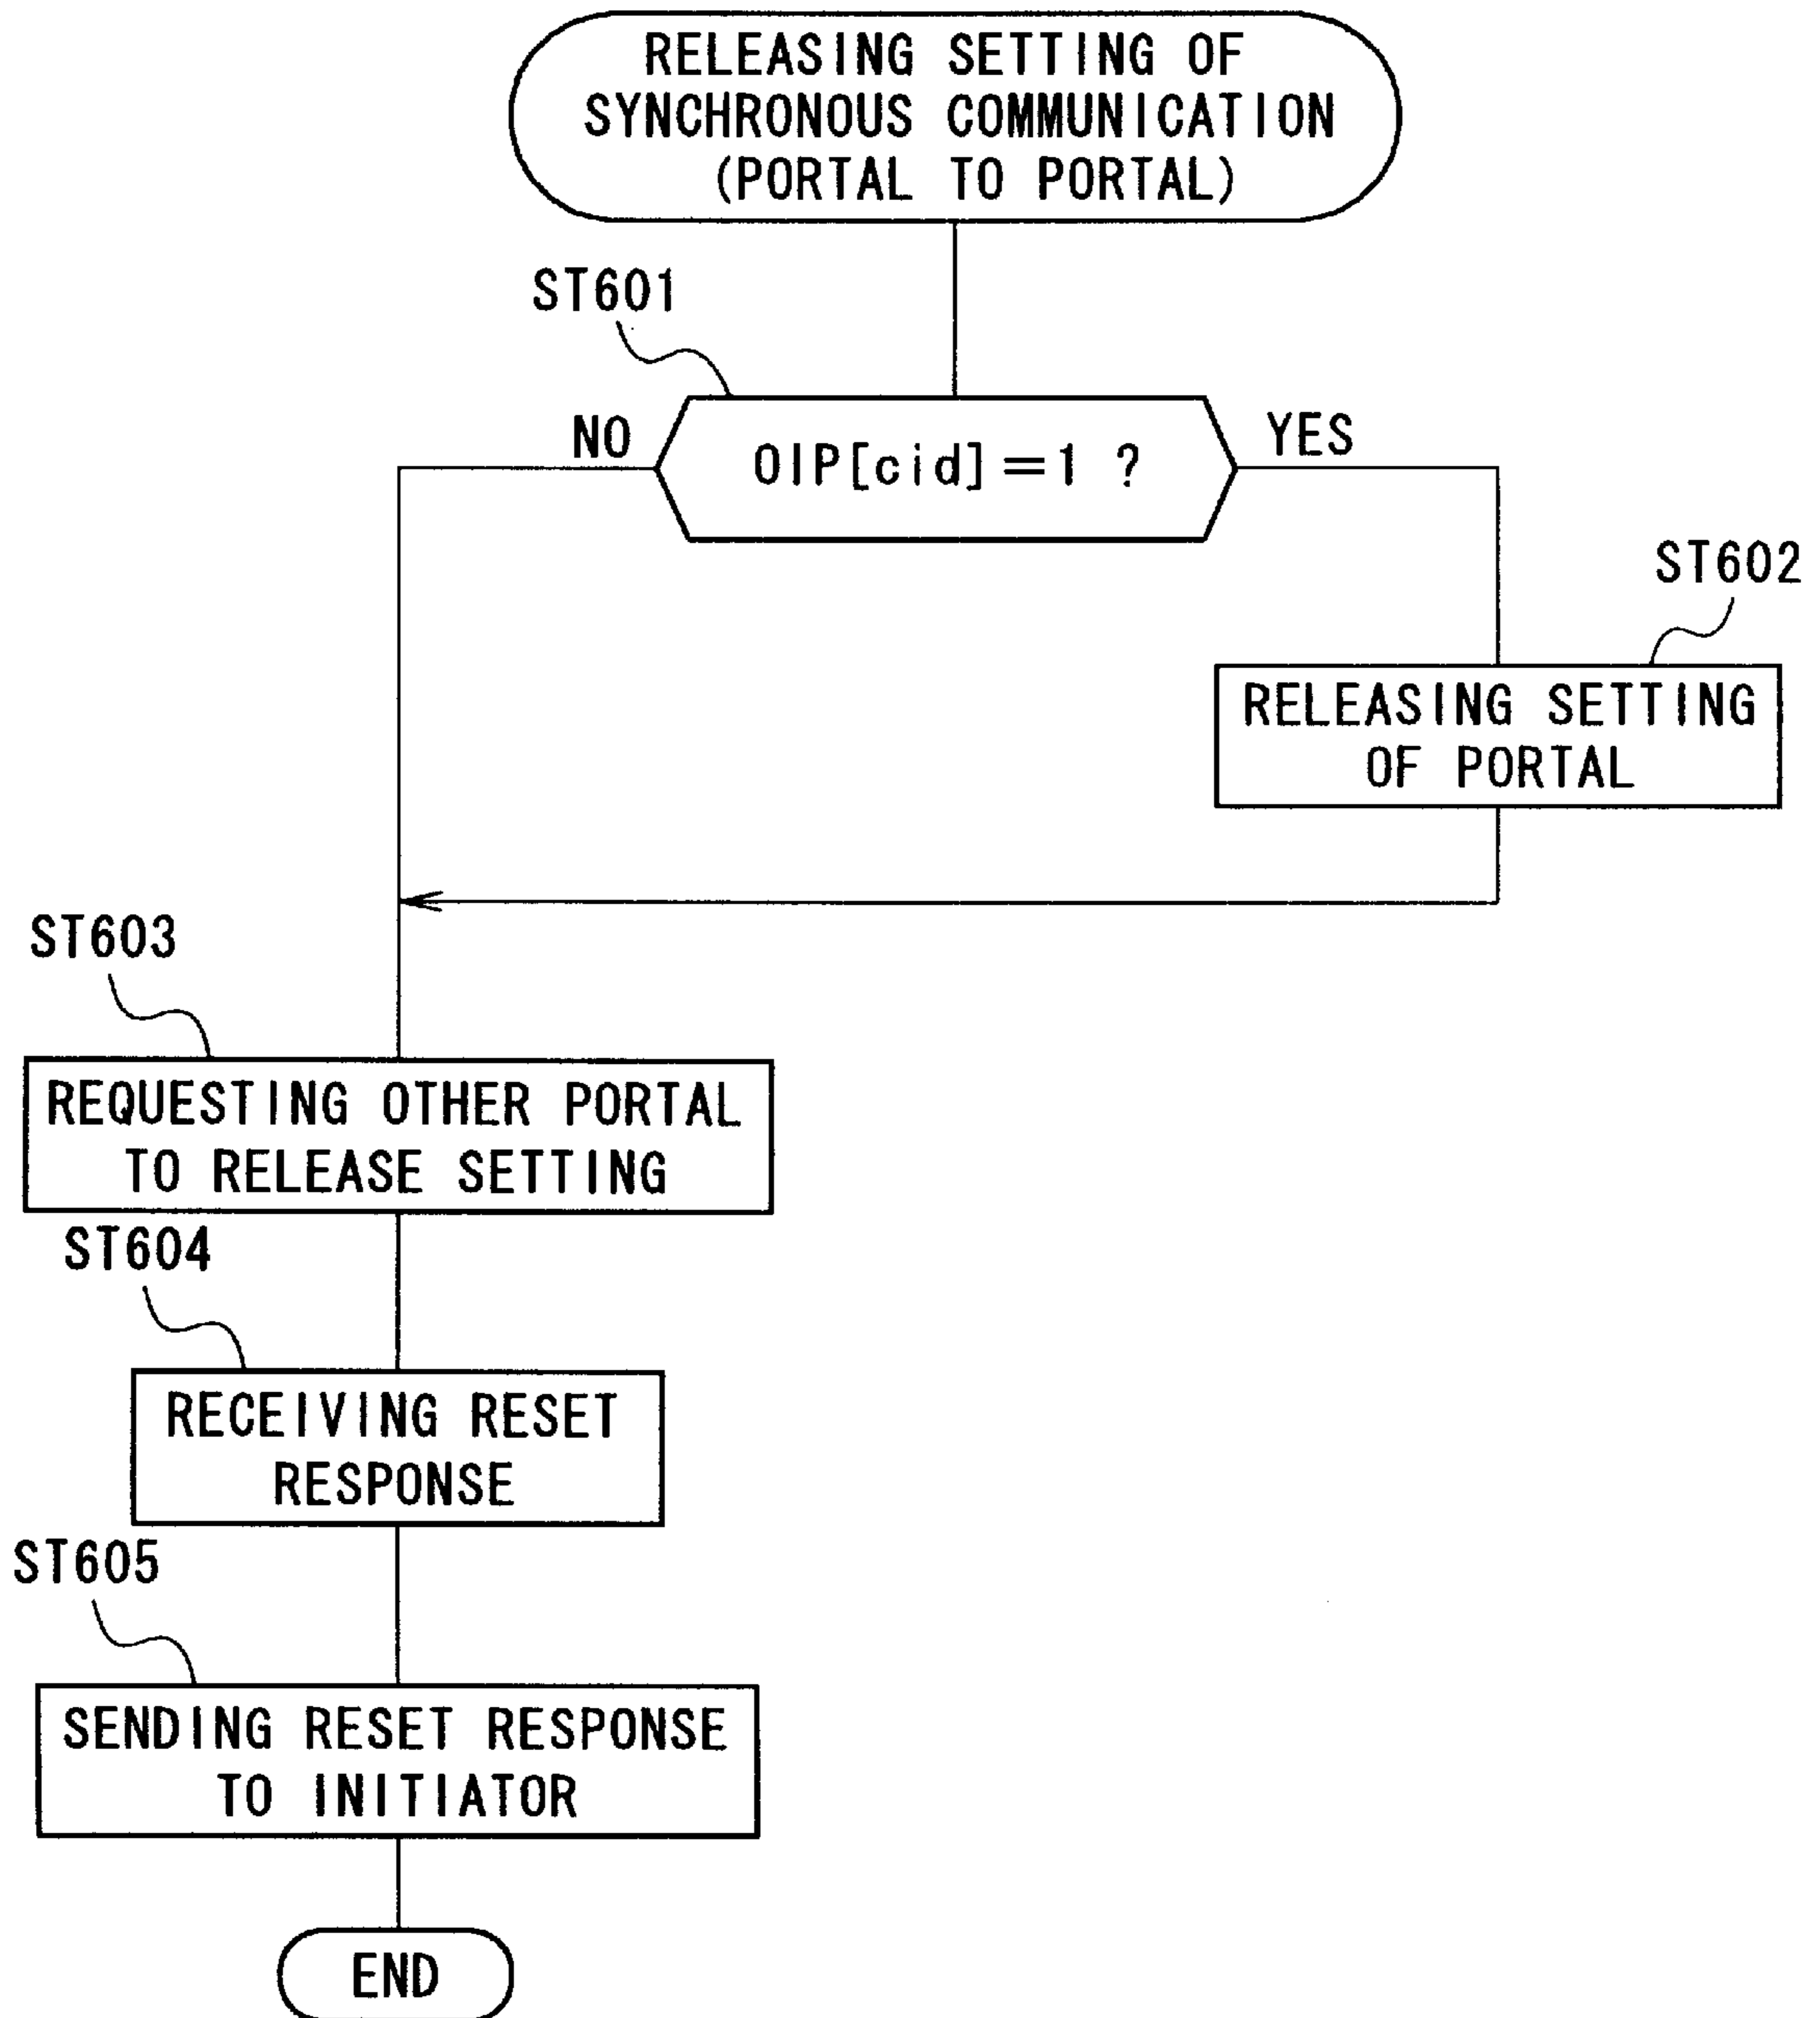 RELEASING SETTING OF
SYNCHRONOUS COMMUNICATION
(PORTAL TO PORTAL)
ST601
NO
OIP[cid]=1 ?
YES
ST602
RELEASING SETTING
OF PORTAL
ST603
REQUESTING OTHER PORTAL
TO RELEASE SETTING
ST604
RECEIVING RESET
RESPONSE
ST605
SENDING RESET RESPONSE
TO INITIATOR
END